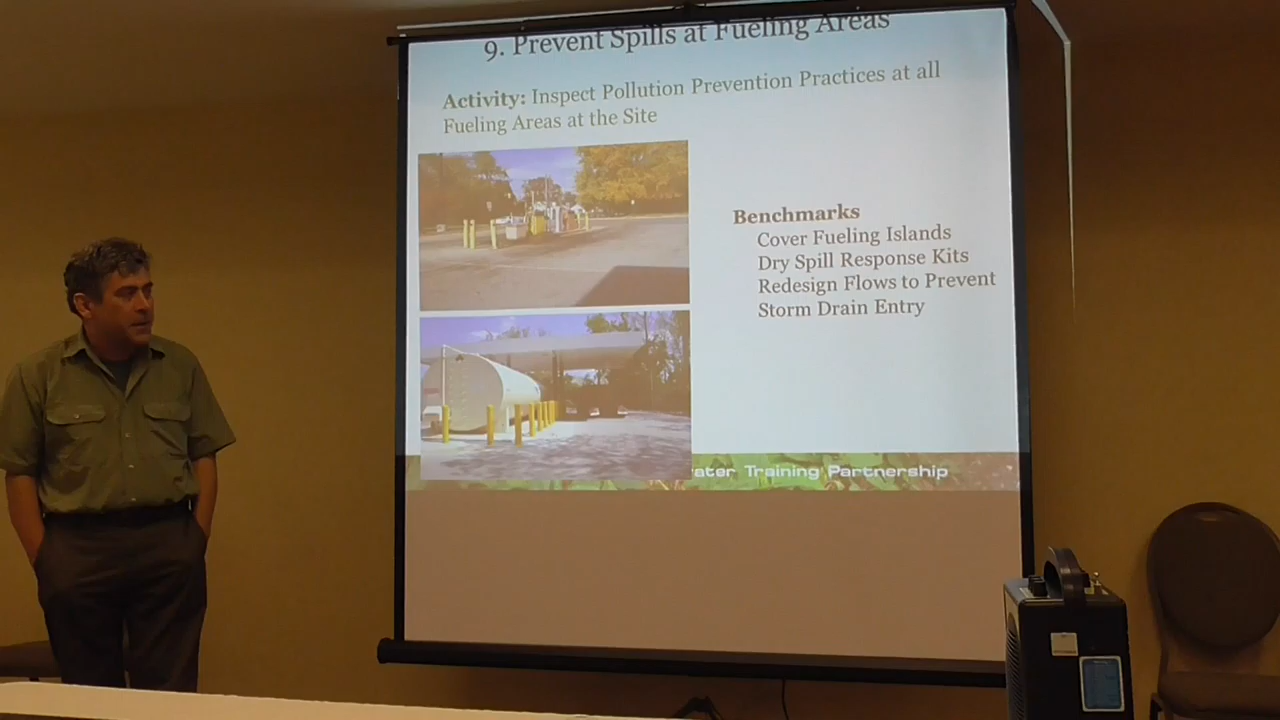 9. Prevent Spills at Fueling Areas
Activity: Inspect Pollution Prevention Practices at all
Fueling Areas at the Site
Benchmarks
Cover Fueling Islands
Dry Spill Response Kits
Redesign Flows to Prevent
Storm Drain Entry
Training Partnership